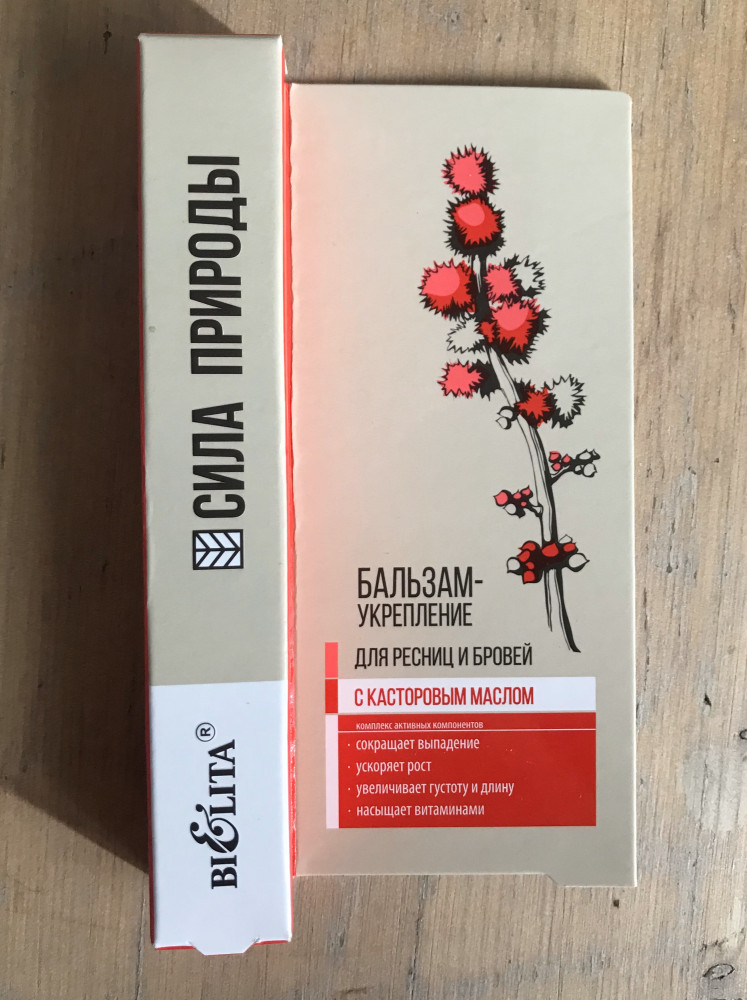 СИЛА ПРИРОДЫ
BIELITA®
БАЛЬЗАМ-
УКРЕПЛЕНИЕ
ДЛЯ РЕСНИЦ И БРОВЕЙ
С КАСТОРОВЫМ МАСЛОМ
комплекс активных компонентов
· сокращает выпадение
· ускоряет рост
· увеличивает густоту и длину
· насыщает витаминами